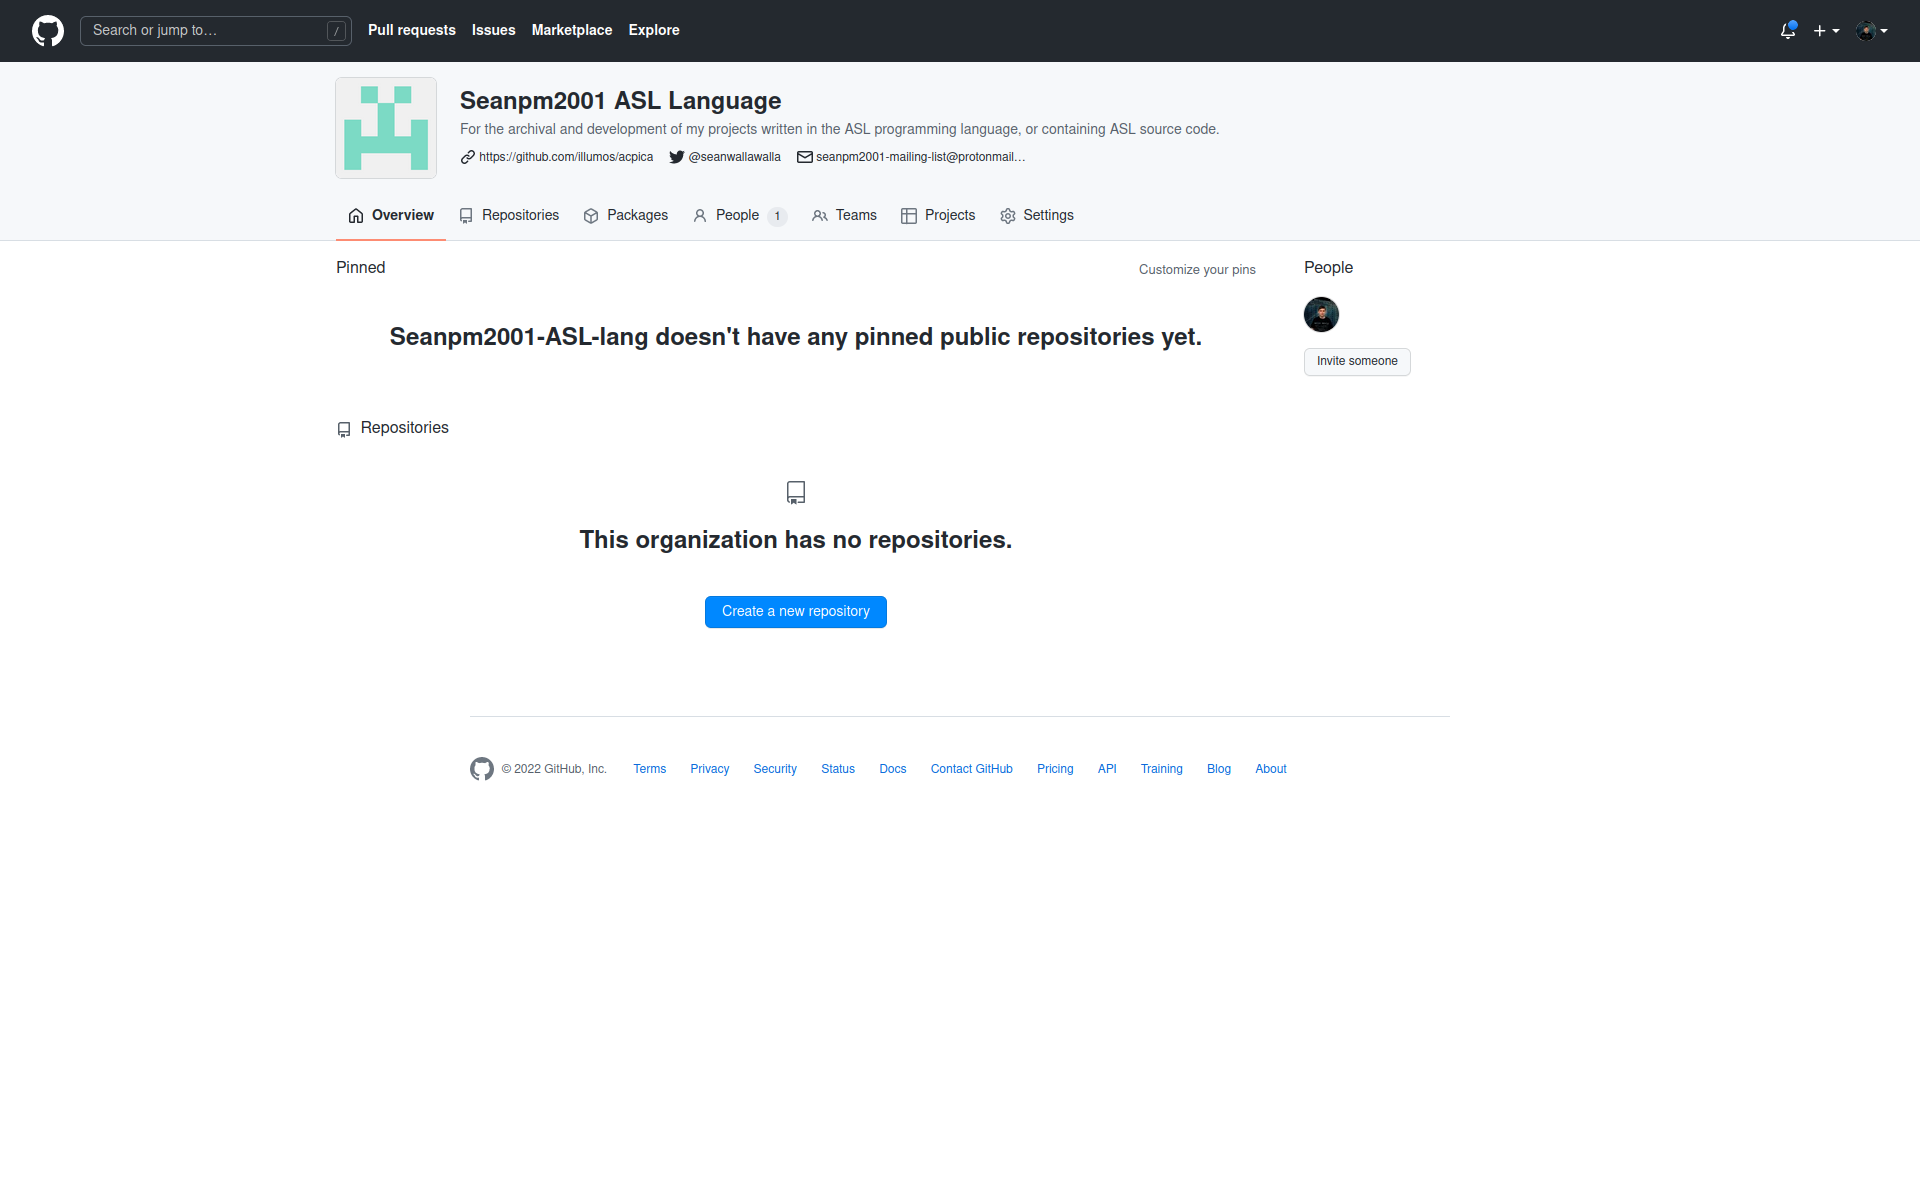 Search or jump to… /
Pull requests Issues Marketplace Explore
Seanpm2001 ASL Language
For the archival and development of my projects written in the ASL programming language, or containing ASL source code.
https://github.com/illumos/acpica @seanwallawalla seanpm2001-mailing-list@protonmail…
Overview Repositories Packages People 1 Teams Projects Settings
Pinned
Customize your pins
Seanpm2001-ASL-lang doesn't have any pinned public repositories yet.
People
Invite someone
Repositories
This organization has no repositories.
Create a new repository
© 2022 GitHub, Inc. Terms Privacy Security Status Docs Contact GitHub Pricing API Training Blog About